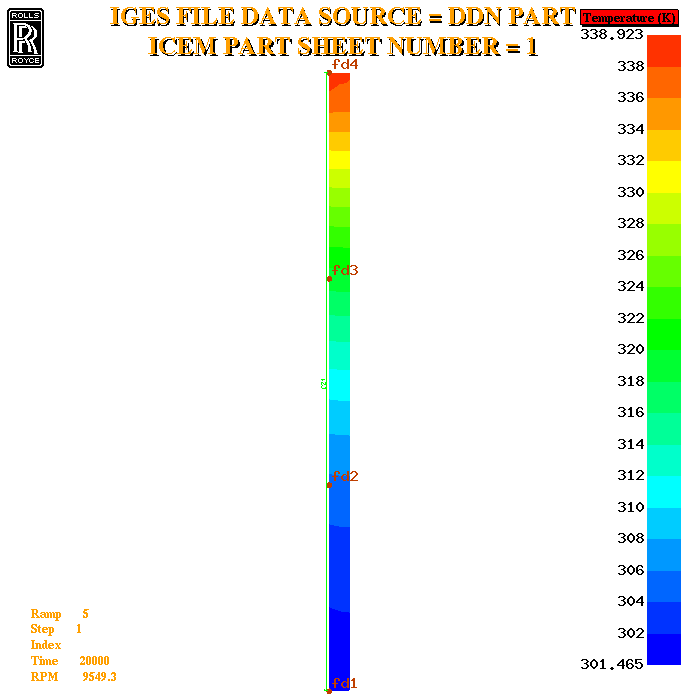 ROLLS
RR
ROYCE
IGES FILE DATA SOURCE = DDN PART
ICEM PART SHEET NUMBER = 1
Temperature (K)
338.923
338
336
334
332
330
328
326
324
322
320
318
316
314
312
310
308
306
304
302
301.465
fd4
fd3
fd2
fd1
Ramp 5
Step 1
Index
Time 20000
RPM 9549.3